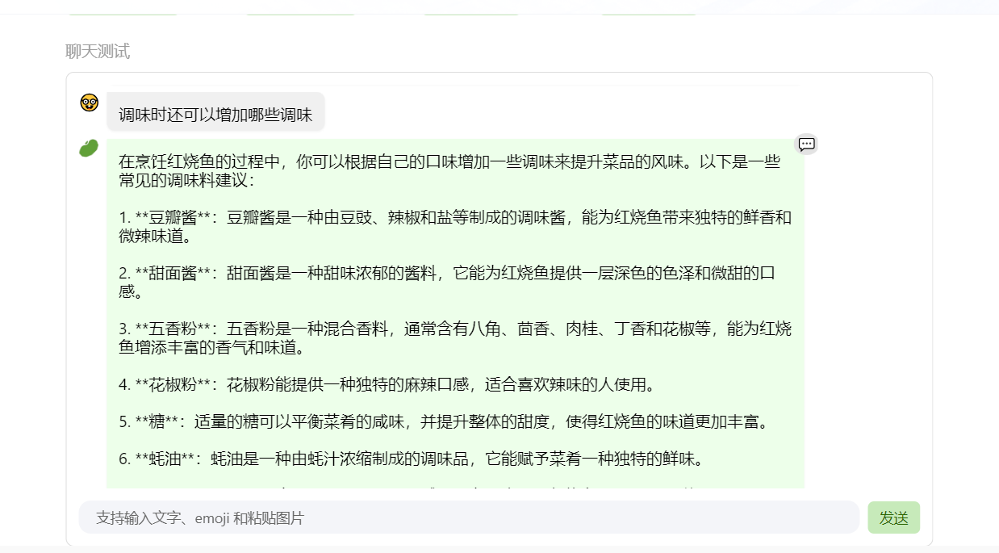 聊天测试
调味时还可以增加哪些调味
在烹饪红烧鱼的过程中，你可以根据自己的口味增加一些调味来提升菜品的风味。以下是一些
常见的调味料建议：
1. **豆瓣酱**：豆瓣酱是一种由豆豉、辣椒和盐等制成的调味酱，能为红烧鱼带来独特的鲜香和
微辣味道。
2. **甜面酱**：甜面酱是一种甜味浓郁的酱料，它能为红烧鱼提供一层深色的色泽和微甜的口
感。
3. **五香粉**：五香粉是一种混合香料，通常含有八角、茴香、肉桂、丁香和花椒等，能为红烧
鱼增添丰富的香气和味道。
4. **花椒粉**：花椒粉能提供一种独特的麻辣口感，适合喜欢辣味的人使用。
5. **糖**：适量的糖可以平衡菜肴的咸味，并提升整体的甜度，使得红烧鱼的味道更加丰富。
6. **蚝油**：蚝油是一种由蚝汁浓缩制成的调味品，它能赋予菜肴一种独特的鲜味。
支持输入文字、emoji 和粘贴图片
发送